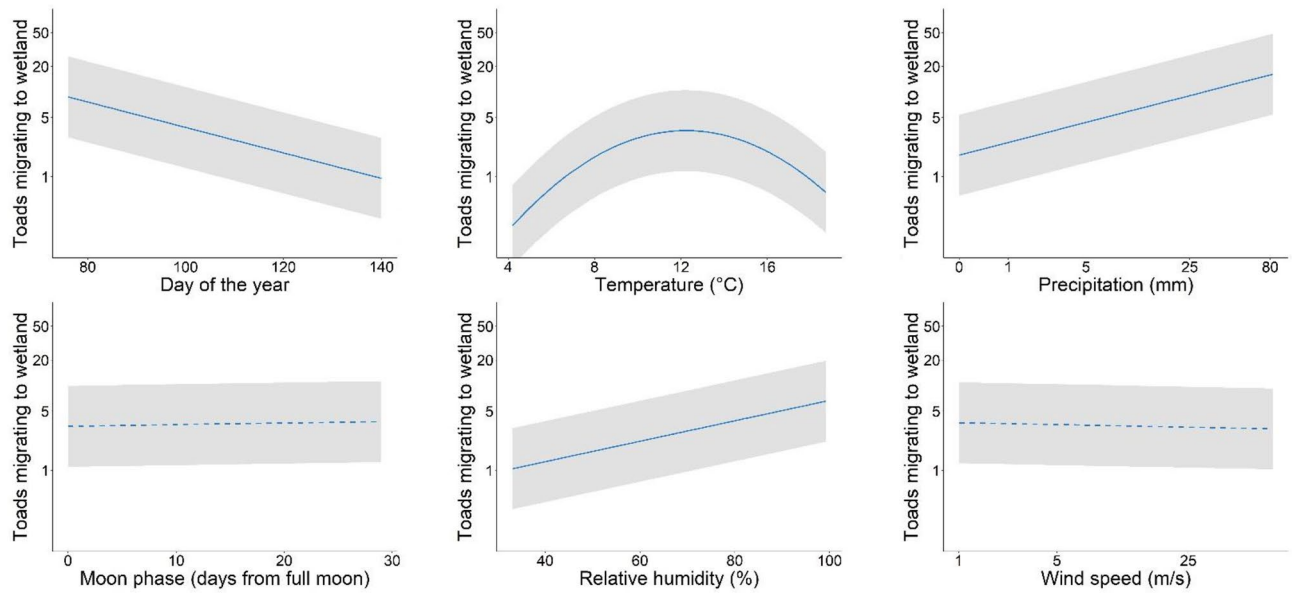 Toads migrating to wetland
50
20
5
1
80 100 120 140
Day of the year
Toads migrating to wetland
50
20
5
1
4 8 12 16
Temperature (°C)
Toads migrating to wetland
50
20
5
1
0 1 5 25 80
Precipitation (mm)
Toads migrating to wetland
50
20
5
1
0 10 20 30
Moon phase (days from full moon)
Toads migrating to wetland
50
20
5
1
40 60 80 100
Relative humidity (%)
Toads migrating to wetland
50
20
5
1
1 5 25
Wind speed (m/s)